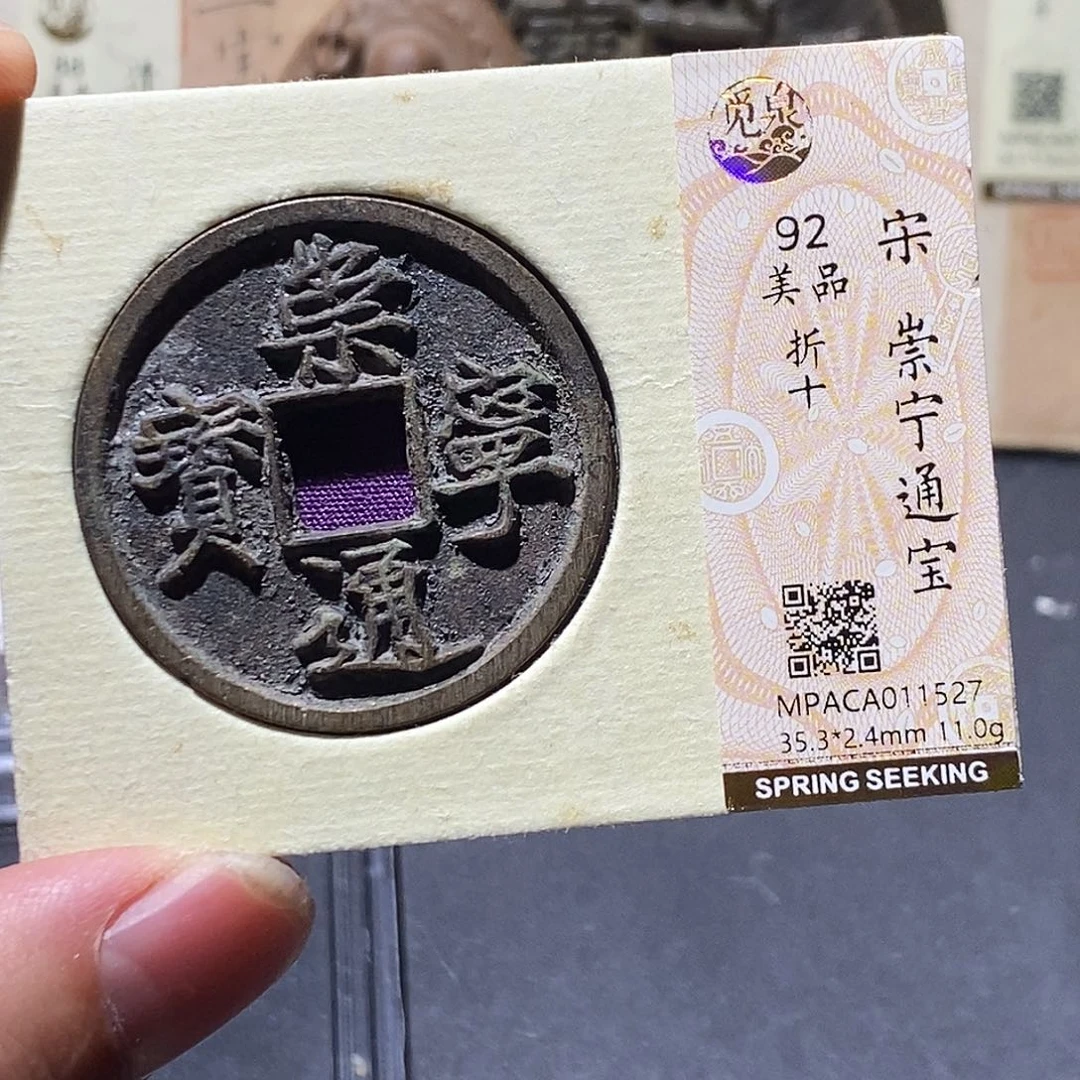 崇
寧
通
寶
觅泉
宋 崇宁通宝
92
美品
折十
MPACA011527
35.3*2.4mm 11.0g
SPRING SEEKING